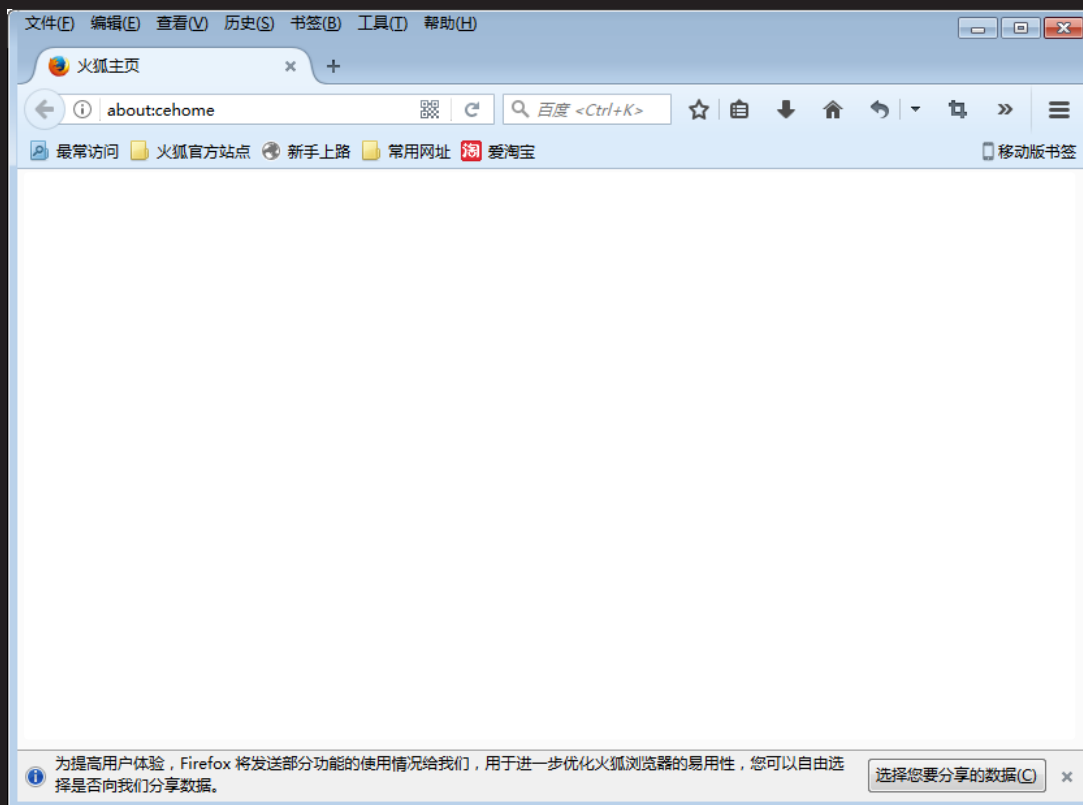 文件(F) 编辑(E) 查看(V) 历史(S) 书签(B) 工具(T) 帮助(H)
火狐主页
about:cehome 百度 <Ctrl+K>
最常访问 火狐官方站点 新手上路 常用网址 淘 爱淘宝 移动版书签
为提高用户体验，Firefox 将发送部分功能的使用情况给我们，用于进一步优化火狐浏览器的易用性，您可以自由选
择是否向我们分享数据。
选择您要分享的数据(C)